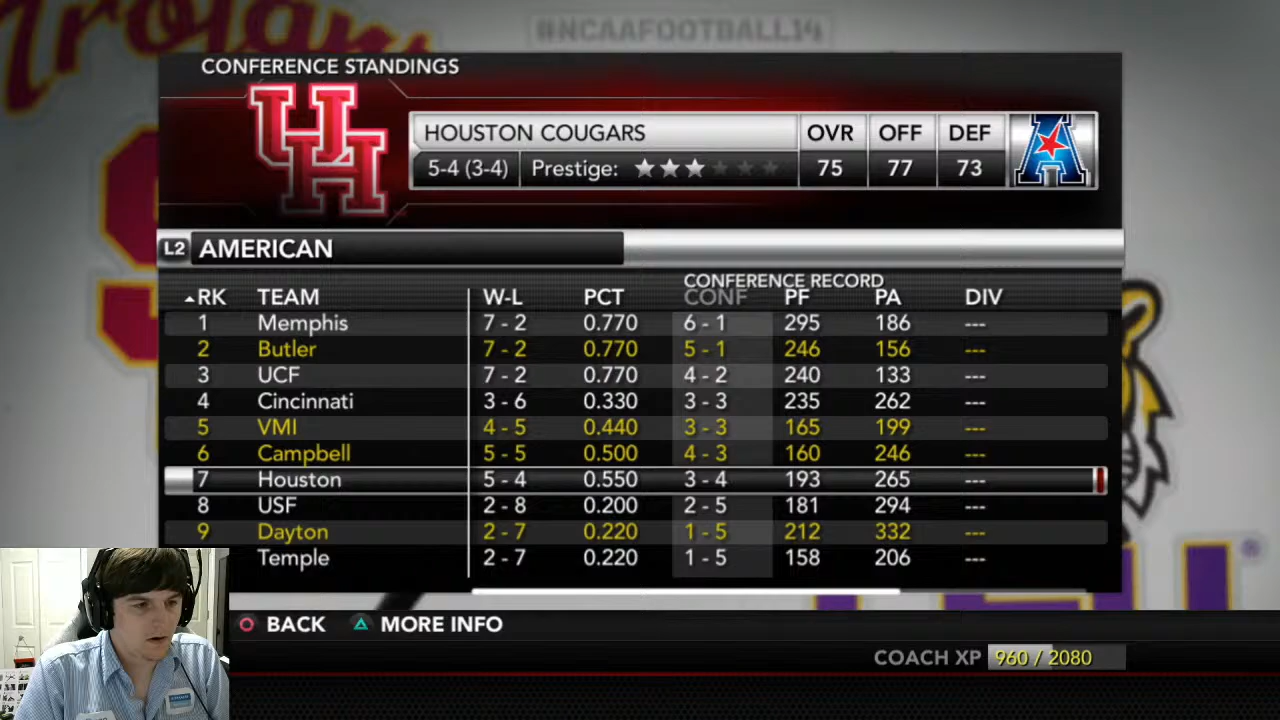 Trojans
#NCAAFOOTBALL14
CONFERENCE STANDINGS
HOUSTON COUGARS OVR OFF DEF
5-4 (3-4) Prestige: 75 77 73
L2 AMERICAN
CONFERENCE RECORD
RK TEAM W-L PCT CONF PF PA DIV
1 Memphis 7 - 2 0.770 6 - 1 295 186 ---
2 Butler 7 - 2 0.770 5 - 1 246 156 ---
3 UCF 7 - 2 0.770 4 - 2 240 133 ---
4 Cincinnati 3 - 6 0.330 3 - 3 235 262 ---
5 VMI 4 - 5 0.440 3 - 3 165 199 ---
6 Campbell 5 - 5 0.500 4 - 3 160 246 ---
7 Houston 5 - 4 0.550 3 - 4 193 265 ---
8 USF 2 - 8 0.200 2 - 5 181 294 ---
9 Dayton 2 - 7 0.220 1 - 5 212 332 ---
Temple 2 - 7 0.220 1 - 5 158 206 ---
BACK MORE INFO
COACH XP 960 / 2080